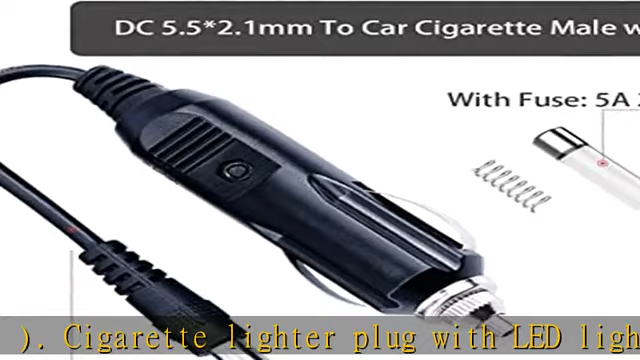 DC 5.5*2.1mm To Car Cigarette Male w
With Fuse: 5A
). Cigarette lighter plug with LED ligh